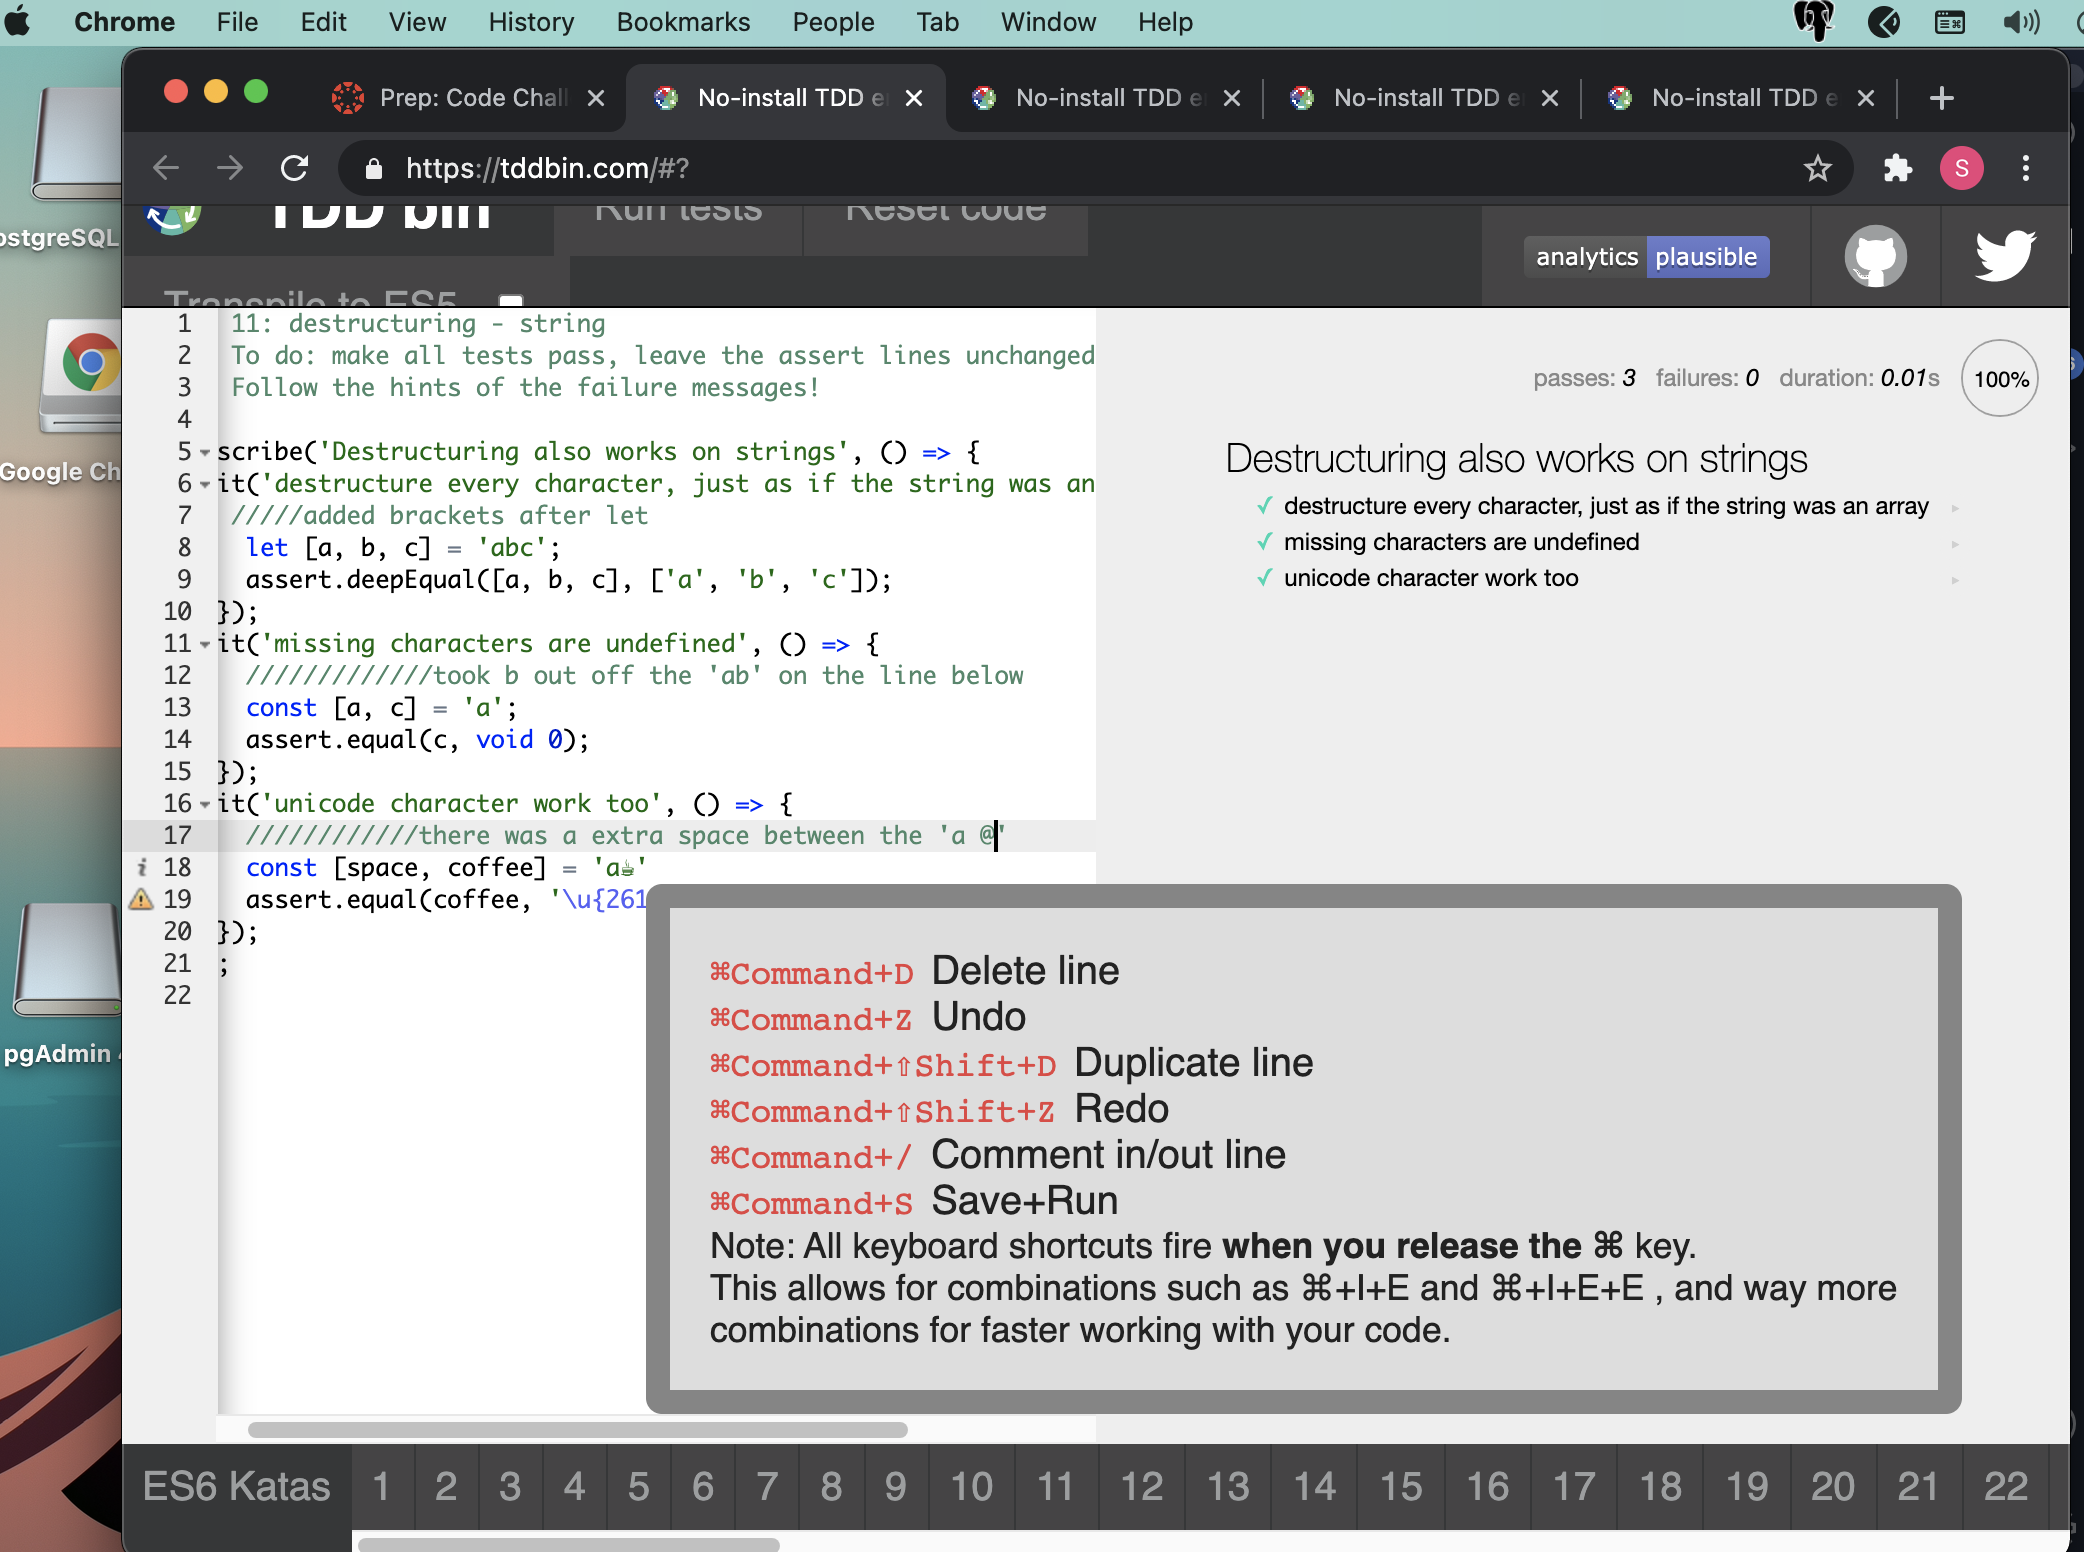 Chrome File Edit View History Bookmarks People Tab Window Help
Prep: Code Chal
No-install TDD e
No-install TDD e
No-install TDD e
No-install TDD e
https://tddbin.com/#?
S
TDD bin
Run tests
Reset code
analytics plausible
Transpile to ES5
ostgreSQL
Google Ch
pgAdmin 4
1 11: destructuring - string
2 To do: make all tests pass, leave the assert lines unchanged
3 Follow the hints of the failure messages!
4
5 scribe('Destructuring also works on strings', () => {
6 it('destructure every character, just as if the string was an
7 /////added brackets after let
8 let [a, b, c] = 'abc';
9 assert.deepEqual([a, b, c], ['a', 'b', 'c']);
10 });
11 it('missing characters are undefined', () => {
12 /////////////took b out off the 'ab' on the line below
13 const [a, c] = 'a';
14 assert.equal(c, void 0);
15 });
16 it('unicode character work too', () => {
17 ////////////there was a extra space between the 'a @'
18 const [space, coffee] = 'a☕'
19 assert.equal(coffee, '\u{261
20 });
21 ;
22
passes: 3 failures: 0 duration: 0.01s 100%
Destructuring also works on strings
✓ destructure every character, just as if the string was an array
✓ missing characters are undefined
✓ unicode character work too
⌘Command+D Delete line
⌘Command+Z Undo
⌘Command+⇧Shift+D Duplicate line
⌘Command+⇧Shift+Z Redo
⌘Command+/ Comment in/out line
⌘Command+S Save+Run
Note: All keyboard shortcuts fire when you release the ⌘ key.
This allows for combinations such as ⌘+I+E and ⌘+I+E+E , and way more
combinations for faster working with your code.
ES6 Katas 1 2 3 4 5 6 7 8 9 10 11 12 13 14 15 16 17 18 19 20 21 22